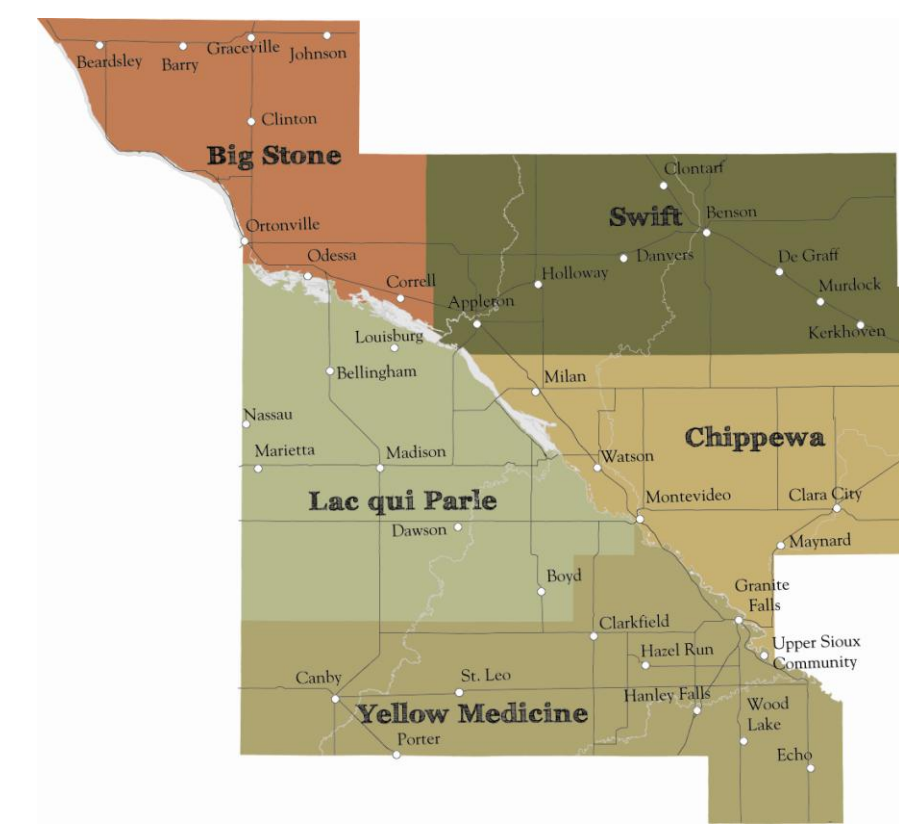 Graceville
Johnson
Beardsley
Barry
Clinton
Big Stone
Clontarf
Swift
Benson
Ortonville
Odessa
Danvers
De Graff
Holloway
Correll
Murdock
Appleton
Kerkhoven
Louisburg
Bellingham
Milan
Nassau
Chippewa
Marietta
Madison
Watson
Montevideo
Clara City
Lac qui Parle
Dawson
Maynard
Boyd
Granite
Falls
Clarkfield
Hazel Run
Upper Sioux
Community
Canby
St. Leo
Hanley Falls
Wood
Lake
Yellow Medicine
Porter
Echo